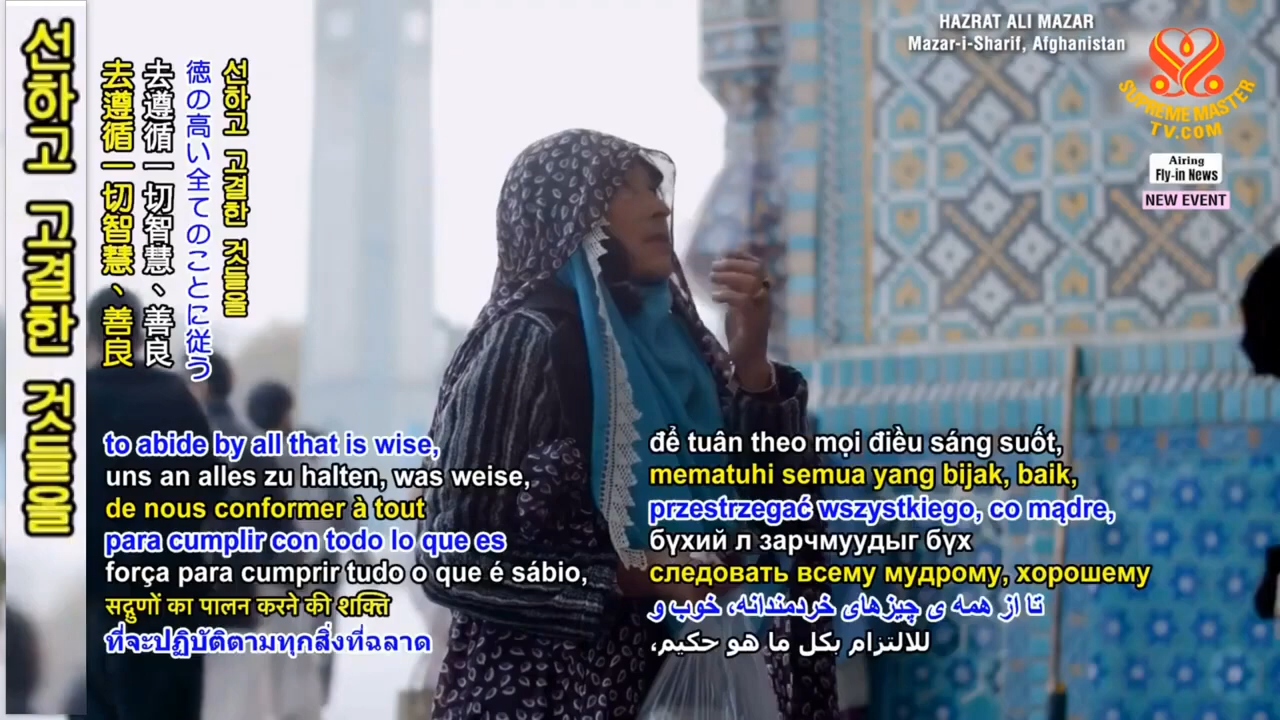 HAZRAT ALI MAZAR
Mazar-i-Sharif, Afghanistan
SUPREME MASTER
TV.COM
Airing
Fly-in News
NEW EVENT
선하고 고결한 것들을
去遵循一切智慧、善良
去遵循一切智慧、善良
徳の高い全てのことに従う
선하고 고결한 것들을
to abide by all that is wise,
uns an alles zu halten, was weise,
de nous conformer à tout
para cumplir con todo lo que es
força para cumprir tudo o que é sábio,
सद्गुणों का पालन करने की शक्ति
ที่จะปฏิบัติตามทุกสิ่งที่ฉลาด
để tuân theo mọi điều sáng suốt,
mematuhi semua yang bijak, baik,
przestrzegać wszystkiego, co mądre,
бүхий л зарчмуудыг бүх
следовать всему мудрому, хорошему
تا از همه ی چیزهای خردمندانه، خوب و
للالتزام بكل ما هو حكيم،